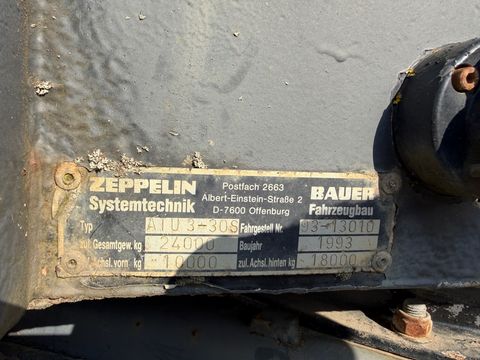 ZEPPELIN Postfach 2663 BAUER
Systemtechnik Albert-Einstein-Straße 2 Fahrzeugbau
D-7600 Offenburg
Typ ATU 3-30S Fahrgestell Nr. 93-13010
zul. Gesamtgew. kg 24000 Baujahr 1993
Achsl. vorn kg 10000 zul. Achsl. hinten kg 18000